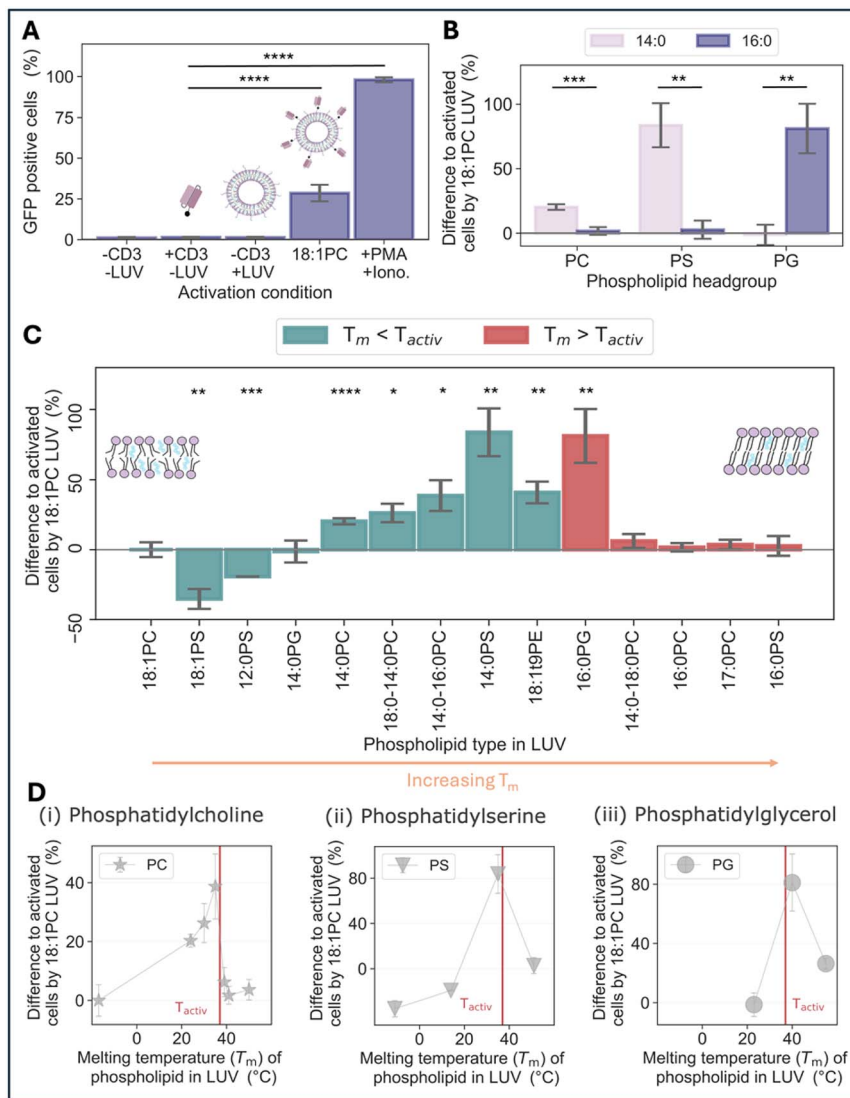 A
GFP positive cells (%)
100
75
50
25
0
****
****
-CD3
-LUV
+CD3
-LUV
-CD3
+LUV
18:1PC
+PMA
+Iono.
Activation condition
B
14:0
16:0
Difference to activated
cells by 18:1PC LUV (%)
100
50
0
***
**
**
PC
PS
PG
Phospholipid headgroup
C
Tm < Tactiv
Tm > Tactiv
Difference to activated
cells by 18:1PC LUV (%)
100
50
0
−50
**
***
****
*
*
**
**
**
18:1PC
18:1PS
12:0PS
14:0PG
14:0PC
18:0-14:0PC
14:0-16:0PC
14:0PS
18:1t9PE
16:0PG
14:0-18:0PC
16:0PC
17:0PC
16:0PS
Phospholipid type in LUV
Increasing Tm
D
(i) Phosphatidylcholine
Difference to activated
cells by 18:1PC LUV (%)
40
20
0
PC
Tactiv
0
20
40
Melting temperature (Tm) of
phospholipid in LUV (°C)
(ii) Phosphatidylserine
Difference to activated
cells by 18:1PC LUV (%)
80
40
0
PS
Tactiv
0
20
40
Melting temperature (Tm) of
phospholipid in LUV (°C)
(iii) Phosphatidylglycerol
Difference to activated
cells by 18:1PC LUV (%)
80
40
0
PG
Tactiv
0
20
40
Melting temperature (Tm) of
phospholipid in LUV (°C)